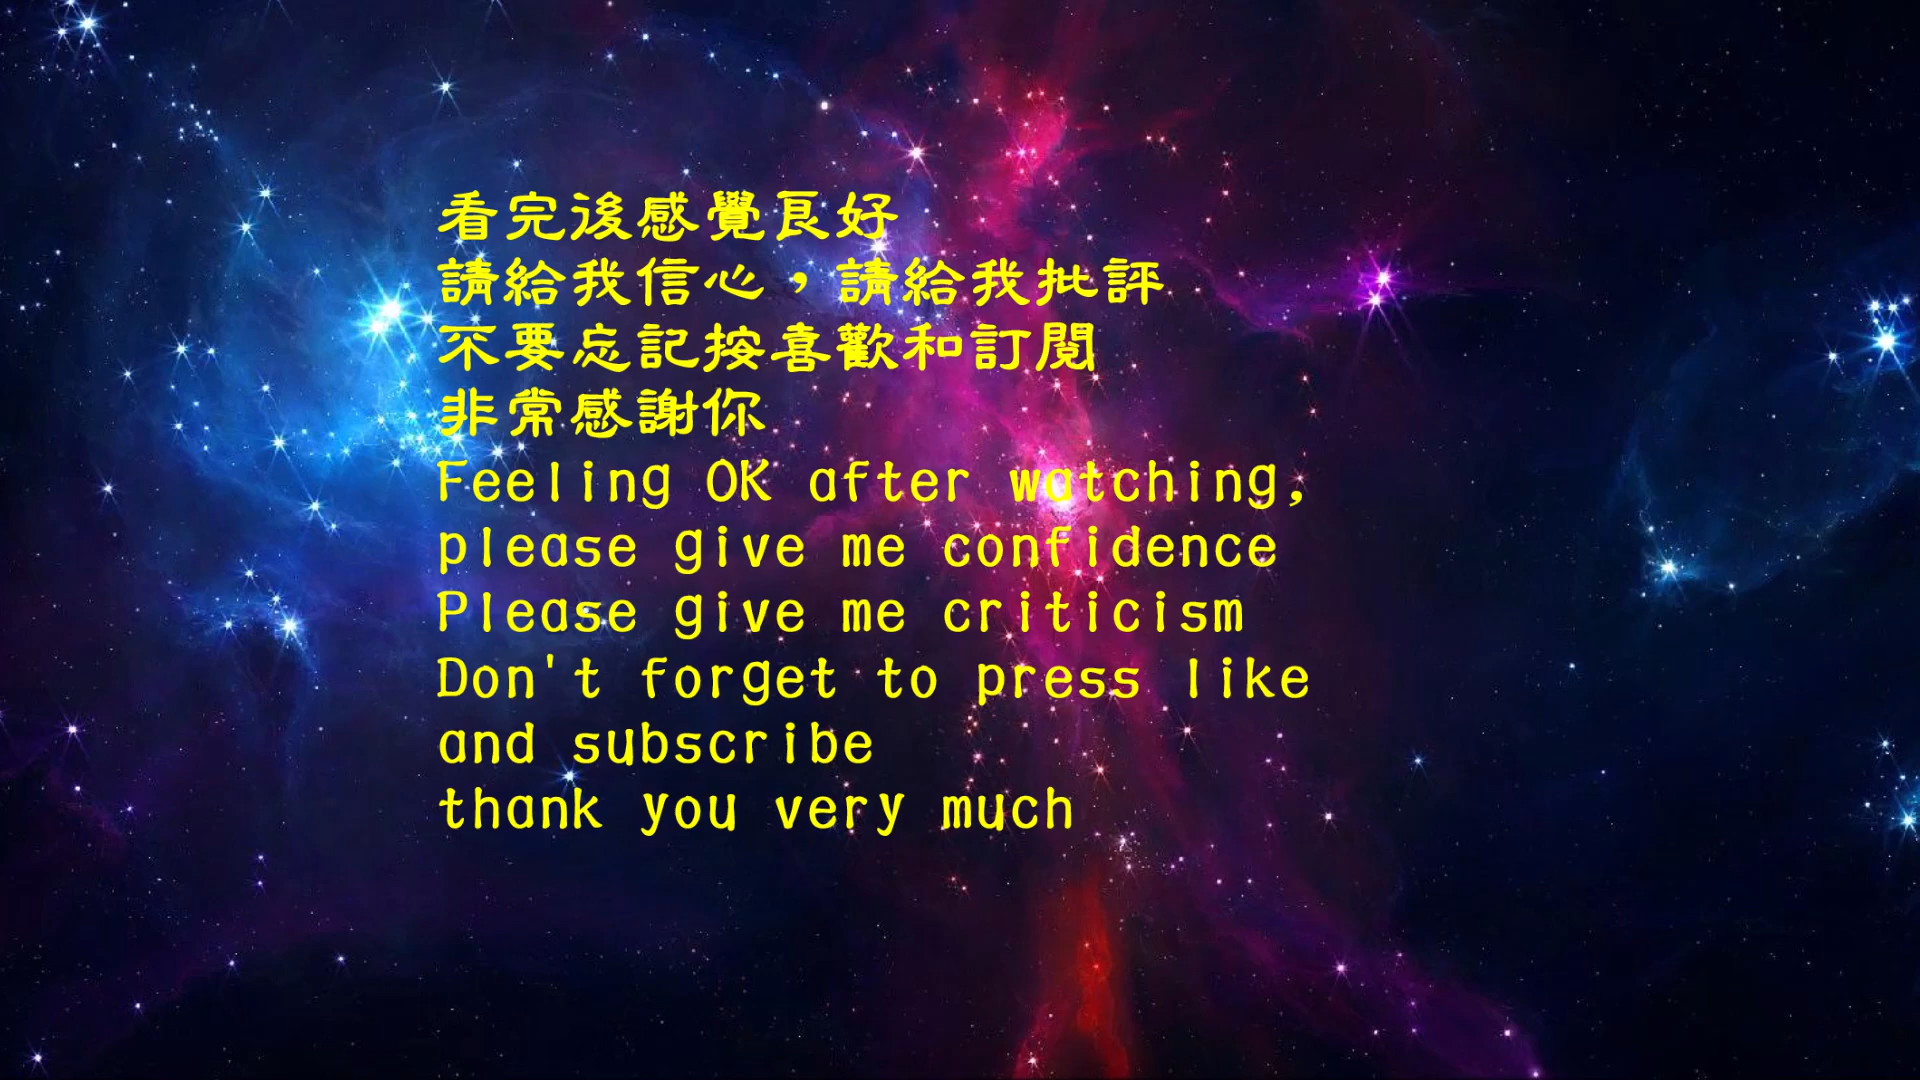 看完後感覺良好
請給我信心，請給我批評
不要忘記按喜歡和訂閱
非常感謝你
Feeling OK after watching,
please give me confidence
Please give me criticism
Don't forget to press like
and subscribe
thank you very much